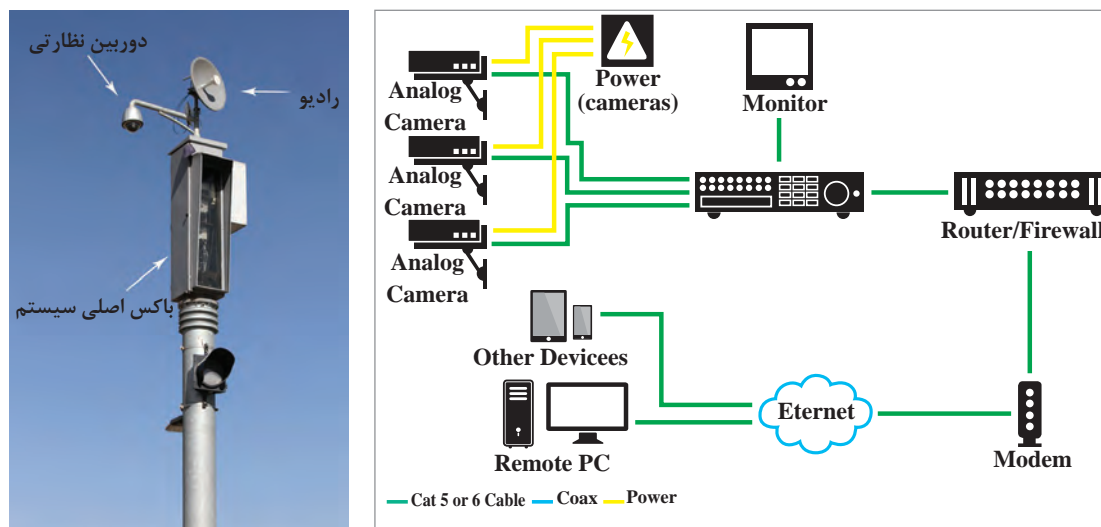 دوربین نظارتی
رادیو
باکس اصلی سیستم
Power
(cameras)
Monitor
Analog
Camera
Analog
Camera
Analog
Camera
Router/Firewall
Other Devicees
Eternet
Remote PC
Modem
Cat 5 or 6 Cable
Coax
Power